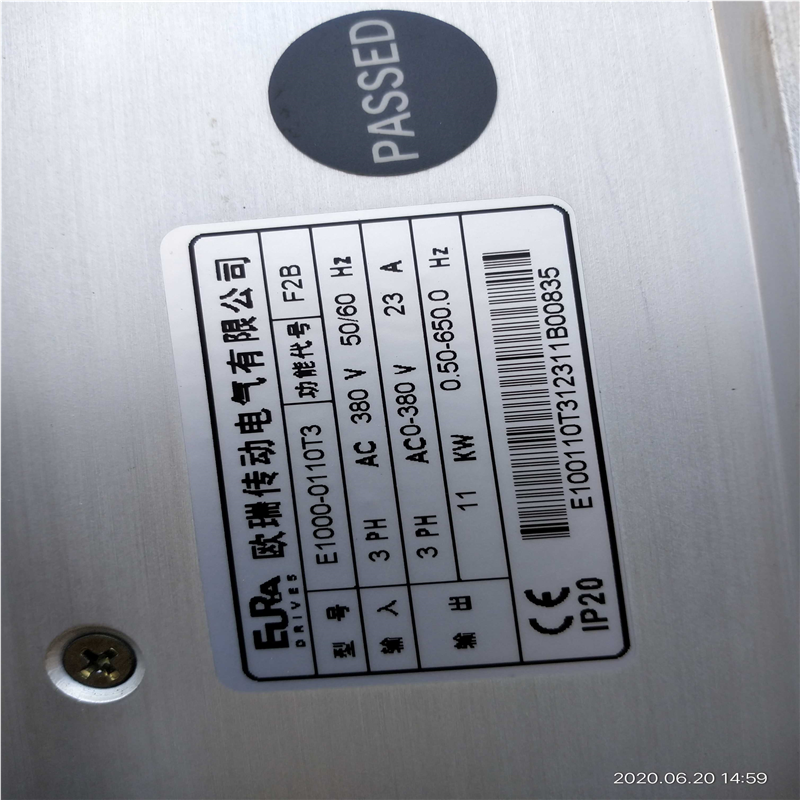 PASSED
EURA DRIVES 欧瑞传动电气有限公司
型号 E1000-0110T3 功能代号 F2B
输入 3 PH AC 380 V 50/60 Hz
输出 3 PH AC0-380 V 23 A
11 KW 0.50-650.0 Hz
CE IP20
E100110T312311B00835
2020.06.20 14:59